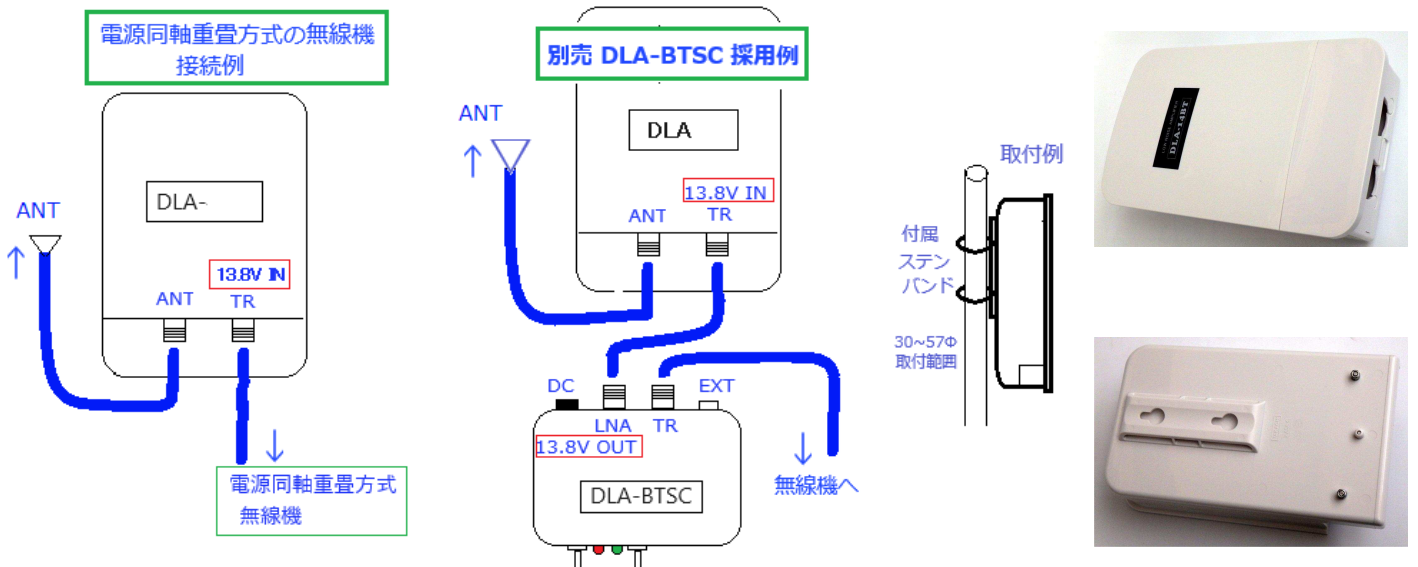 電源同軸重畳方式の無線機
接続例
DLA-
ANT
13.8V IN
ANT
TR
電源同軸重畳方式
無線機
別売 DLA-BTSC 採用例
ANT
DLA
13.8V IN
ANT
TR
DC
EXT
LNA
TR
13.8V OUT
DLA-BTSC
無線機へ
取付例
付属
ステン
バンド
30~57Φ
取付範囲
DLA-14BT